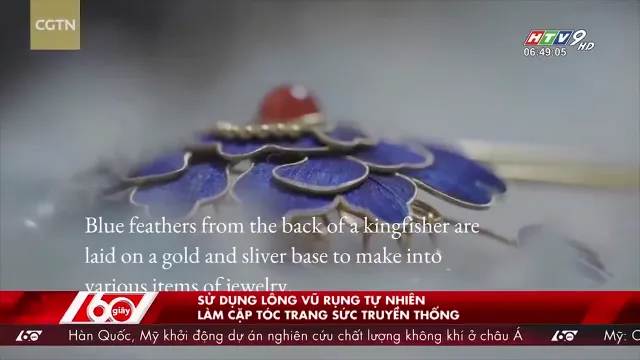 CGTN
HTV9 HD
06:49:05
Blue feathers from the back of a kingfisher are
laid on a gold and sliver base to make into
various items of jewelry.
60 giây
SỬ DỤNG LÔNG VŨ RỤNG TỰ NHIÊN
LÀM CẶP TÓC TRANG SỨC TRUYỀN THỐNG
60 Hàn Quốc, Mỹ khởi động dự án nghiên cứu chất lượng không khí ở châu Á 60 Mỹ: C